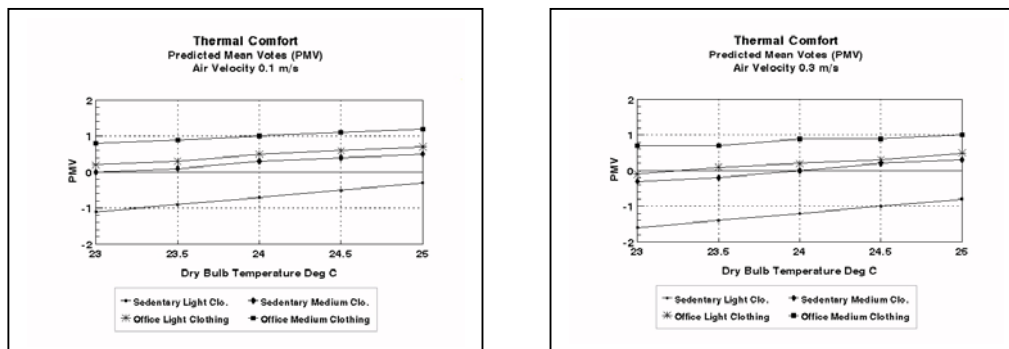 Thermal Comfort
Predicted Mean Votes (PMV)
Air Velocity 0.1 m/s
PMV
2
1
0
-1
-2
23
23.5
24
24.5
25
Dry Bulb Temperature Deg C
Sedentary Light Clo.
Sedentary Medium Clo.
Office Light Clothing
Office Medium Clothing
Thermal Comfort
Predicted Mean Votes (PMV)
Air Velocity 0.3 m/s
PMV
2
1
0
-1
-2
23
23.5
24
24.5
25
Dry Bulb Temperature Deg C
Sedentary Light Clo.
Sedentary Medium Clo.
Office Light Clothing
Office Medium Clothing